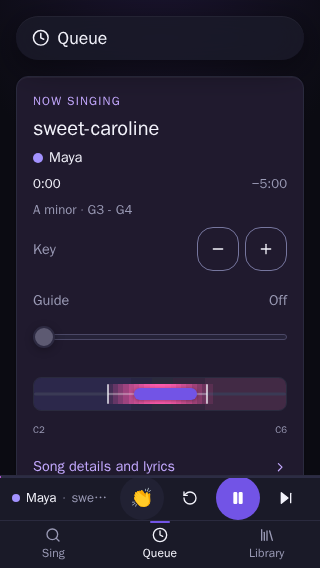 Queue
NOW SINGING
sweet-caroline
Maya
0:00 −5:00
A minor · G3 - G4
Key − +
Guide Off
C2 C6
Song details and lyrics
Maya · swe···
Sing Queue Library